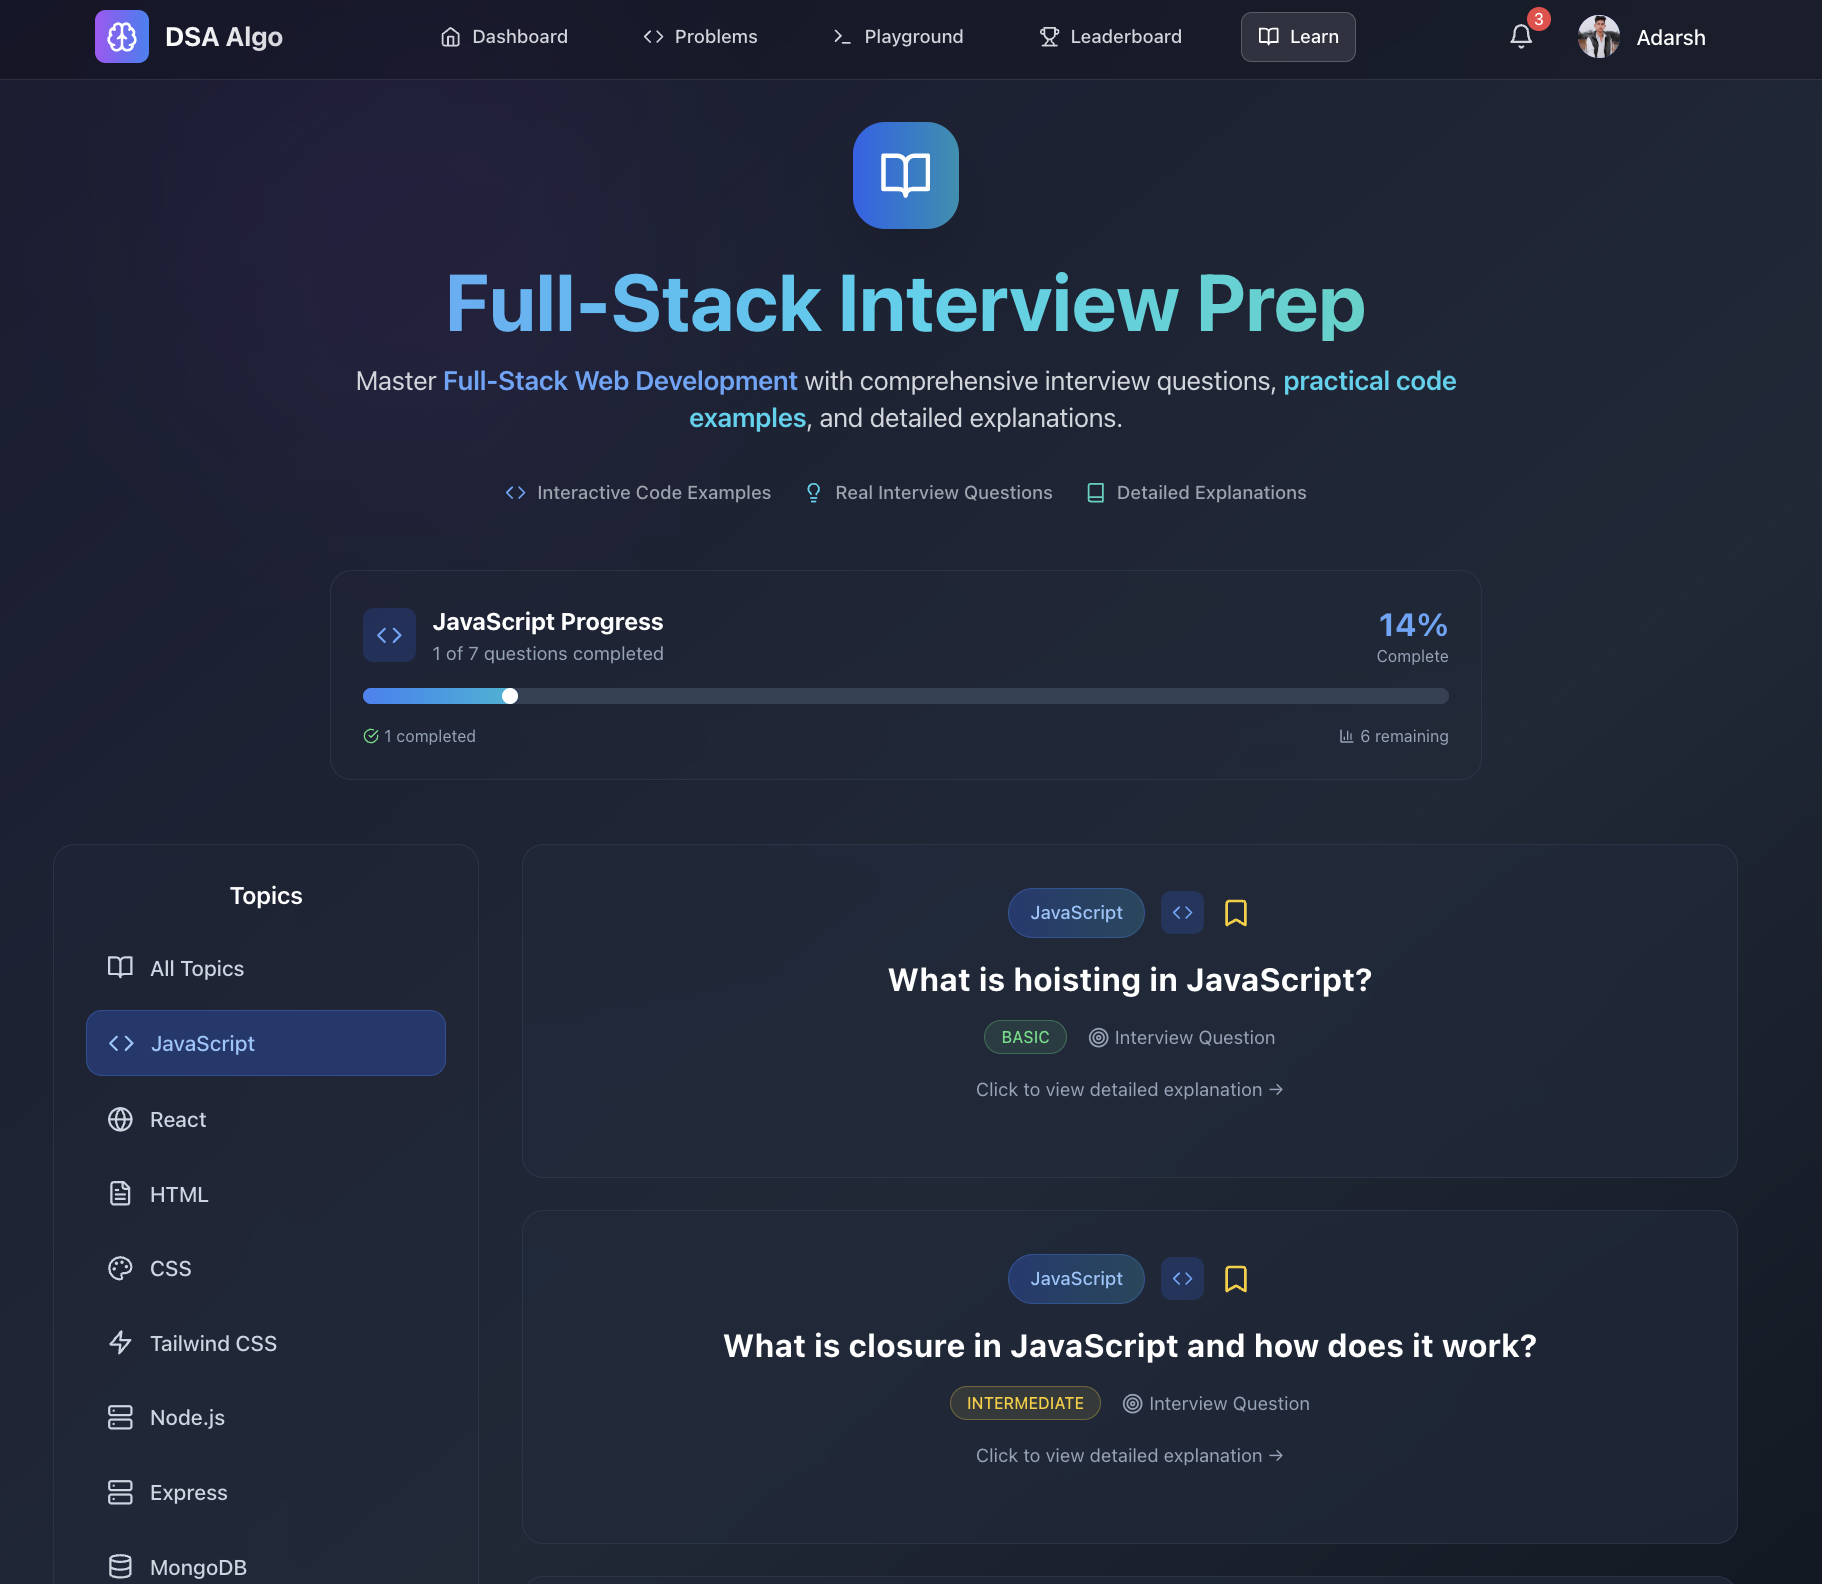 DSA Algo
Dashboard
Problems
Playground
Leaderboard
Learn
3
Adarsh
Full-Stack Interview Prep
Master Full-Stack Web Development with comprehensive interview questions, practical code
examples, and detailed explanations.
Interactive Code Examples
Real Interview Questions
Detailed Explanations
JavaScript Progress
1 of 7 questions completed
14%
Complete
1 completed
6 remaining
Topics
All Topics
JavaScript
React
HTML
CSS
Tailwind CSS
Node.js
Express
MongoDB
JavaScript
What is hoisting in JavaScript?
BASIC
Interview Question
Click to view detailed explanation →
JavaScript
What is closure in JavaScript and how does it work?
INTERMEDIATE
Interview Question
Click to view detailed explanation →